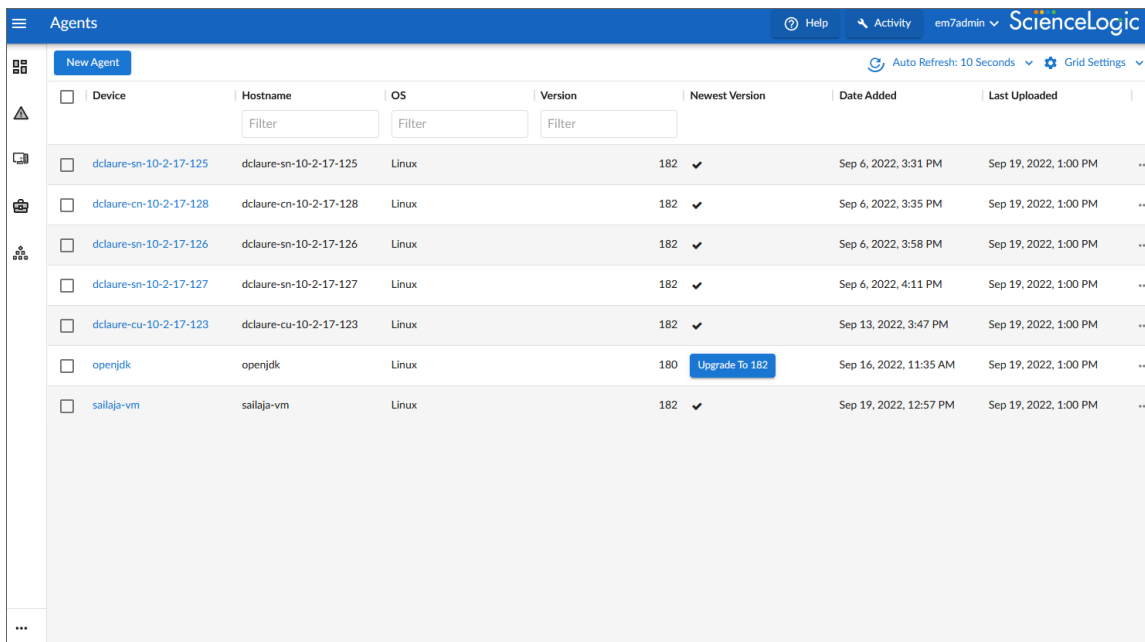 Agents Help Activity em7admin ScienceLogic
New Agent Auto Refresh: 10 Seconds Grid Settings
Device Hostname OS Version Newest Version Date Added Last Uploaded
Filter Filter Filter
dclaure-sn-10-2-17-125 dclaure-sn-10-2-17-125 Linux 182 Sep 6, 2022, 3:31 PM Sep 19, 2022, 1:00 PM
dclaure-cn-10-2-17-128 dclaure-cn-10-2-17-128 Linux 182 Sep 6, 2022, 3:35 PM Sep 19, 2022, 1:00 PM
dclaure-sn-10-2-17-126 dclaure-sn-10-2-17-126 Linux 182 Sep 6, 2022, 3:58 PM Sep 19, 2022, 1:00 PM
dclaure-sn-10-2-17-127 dclaure-sn-10-2-17-127 Linux 182 Sep 6, 2022, 4:11 PM Sep 19, 2022, 1:00 PM
dclaure-cu-10-2-17-123 dclaure-cu-10-2-17-123 Linux 182 Sep 13, 2022, 3:47 PM Sep 19, 2022, 1:00 PM
openjdk openjdk Linux 180 Upgrade To 182 Sep 16, 2022, 11:35 AM Sep 19, 2022, 1:00 PM
sailaja-vm sailaja-vm Linux 182 Sep 19, 2022, 12:57 PM Sep 19, 2022, 1:00 PM